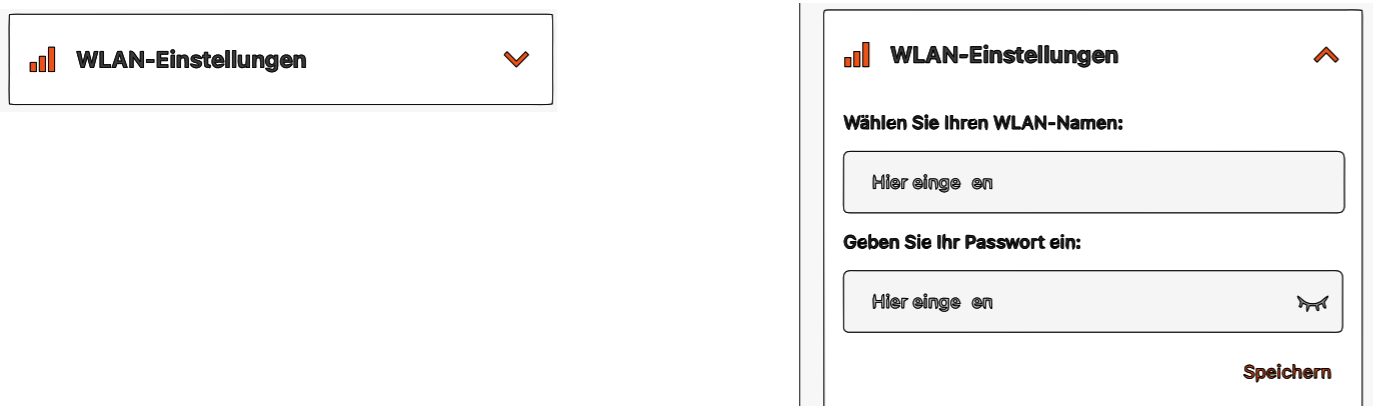 WLAN-Einstellungen
WLAN-Einstellungen
Wählen Sie Ihren WLAN-Namen:
Hier einge en
Geben Sie Ihr Passwort ein:
Hier einge en
Speichern